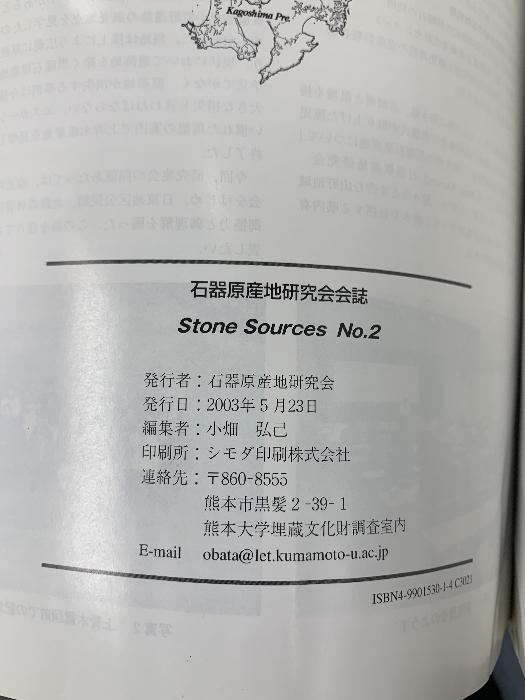 Kagoshima Pre.
石器原産地研究会会誌
Stone Sources No.2
発行者：石器原産地研究会
発行日：2003年5月23日
編集者：小畑 弘己
印刷所：シモダ印刷株式会社
連絡先：〒860-8555
熊本市黒髪2-39-1
熊本大学埋蔵文化財調査室内
E-mail obata@let.kumamoto-u.ac.jp
ISBN4-9901530-1-4 C3021